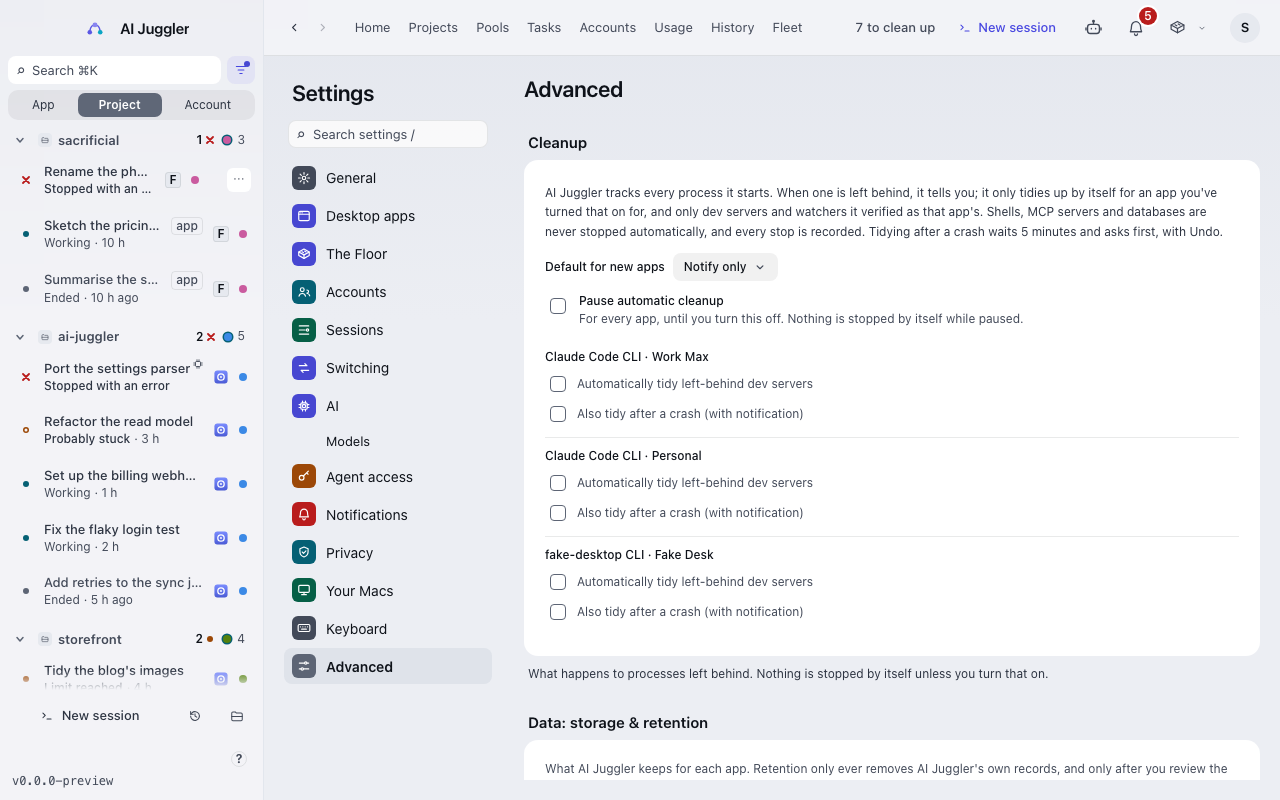 AI Juggler
Search ⌘K
App Project Account
sacrificial 1 3
Rename the ph... F
Stopped with an ...
Sketch the pricin... app F
Working · 10 h
Summarise the s... app F
Ended · 10 h ago
ai-juggler 2 5
Port the settings parser
Stopped with an error
Refactor the read model
Probably stuck · 3 h
Set up the billing webh...
Working · 1 h
Fix the flaky login test
Working · 2 h
Add retries to the sync j...
Ended · 5 h ago
storefront 2 4
Tidy the blog's images
Limit reached · 4 h
New session
?
v0.0.0-preview
Home Projects Pools Tasks Accounts Usage History Fleet 7 to clean up New session 5 S
Settings
Search settings /
General
Desktop apps
The Floor
Accounts
Sessions
Switching
AI
Models
Agent access
Notifications
Privacy
Your Macs
Keyboard
Advanced
Advanced
Cleanup
AI Juggler tracks every process it starts. When one is left behind, it tells you; it only tidies up by itself for an app you've
turned that on for, and only dev servers and watchers it verified as that app's. Shells, MCP servers and databases are
never stopped automatically, and every stop is recorded. Tidying after a crash waits 5 minutes and asks first, with Undo.
Default for new apps Notify only
Pause automatic cleanup
For every app, until you turn this off. Nothing is stopped by itself while paused.
Claude Code CLI · Work Max
Automatically tidy left-behind dev servers
Also tidy after a crash (with notification)
Claude Code CLI · Personal
Automatically tidy left-behind dev servers
Also tidy after a crash (with notification)
fake-desktop CLI · Fake Desk
Automatically tidy left-behind dev servers
Also tidy after a crash (with notification)
What happens to processes left behind. Nothing is stopped by itself unless you turn that on.
Data: storage & retention
What AI Juggler keeps for each app. Retention only ever removes AI Juggler's own records, and only after you review the